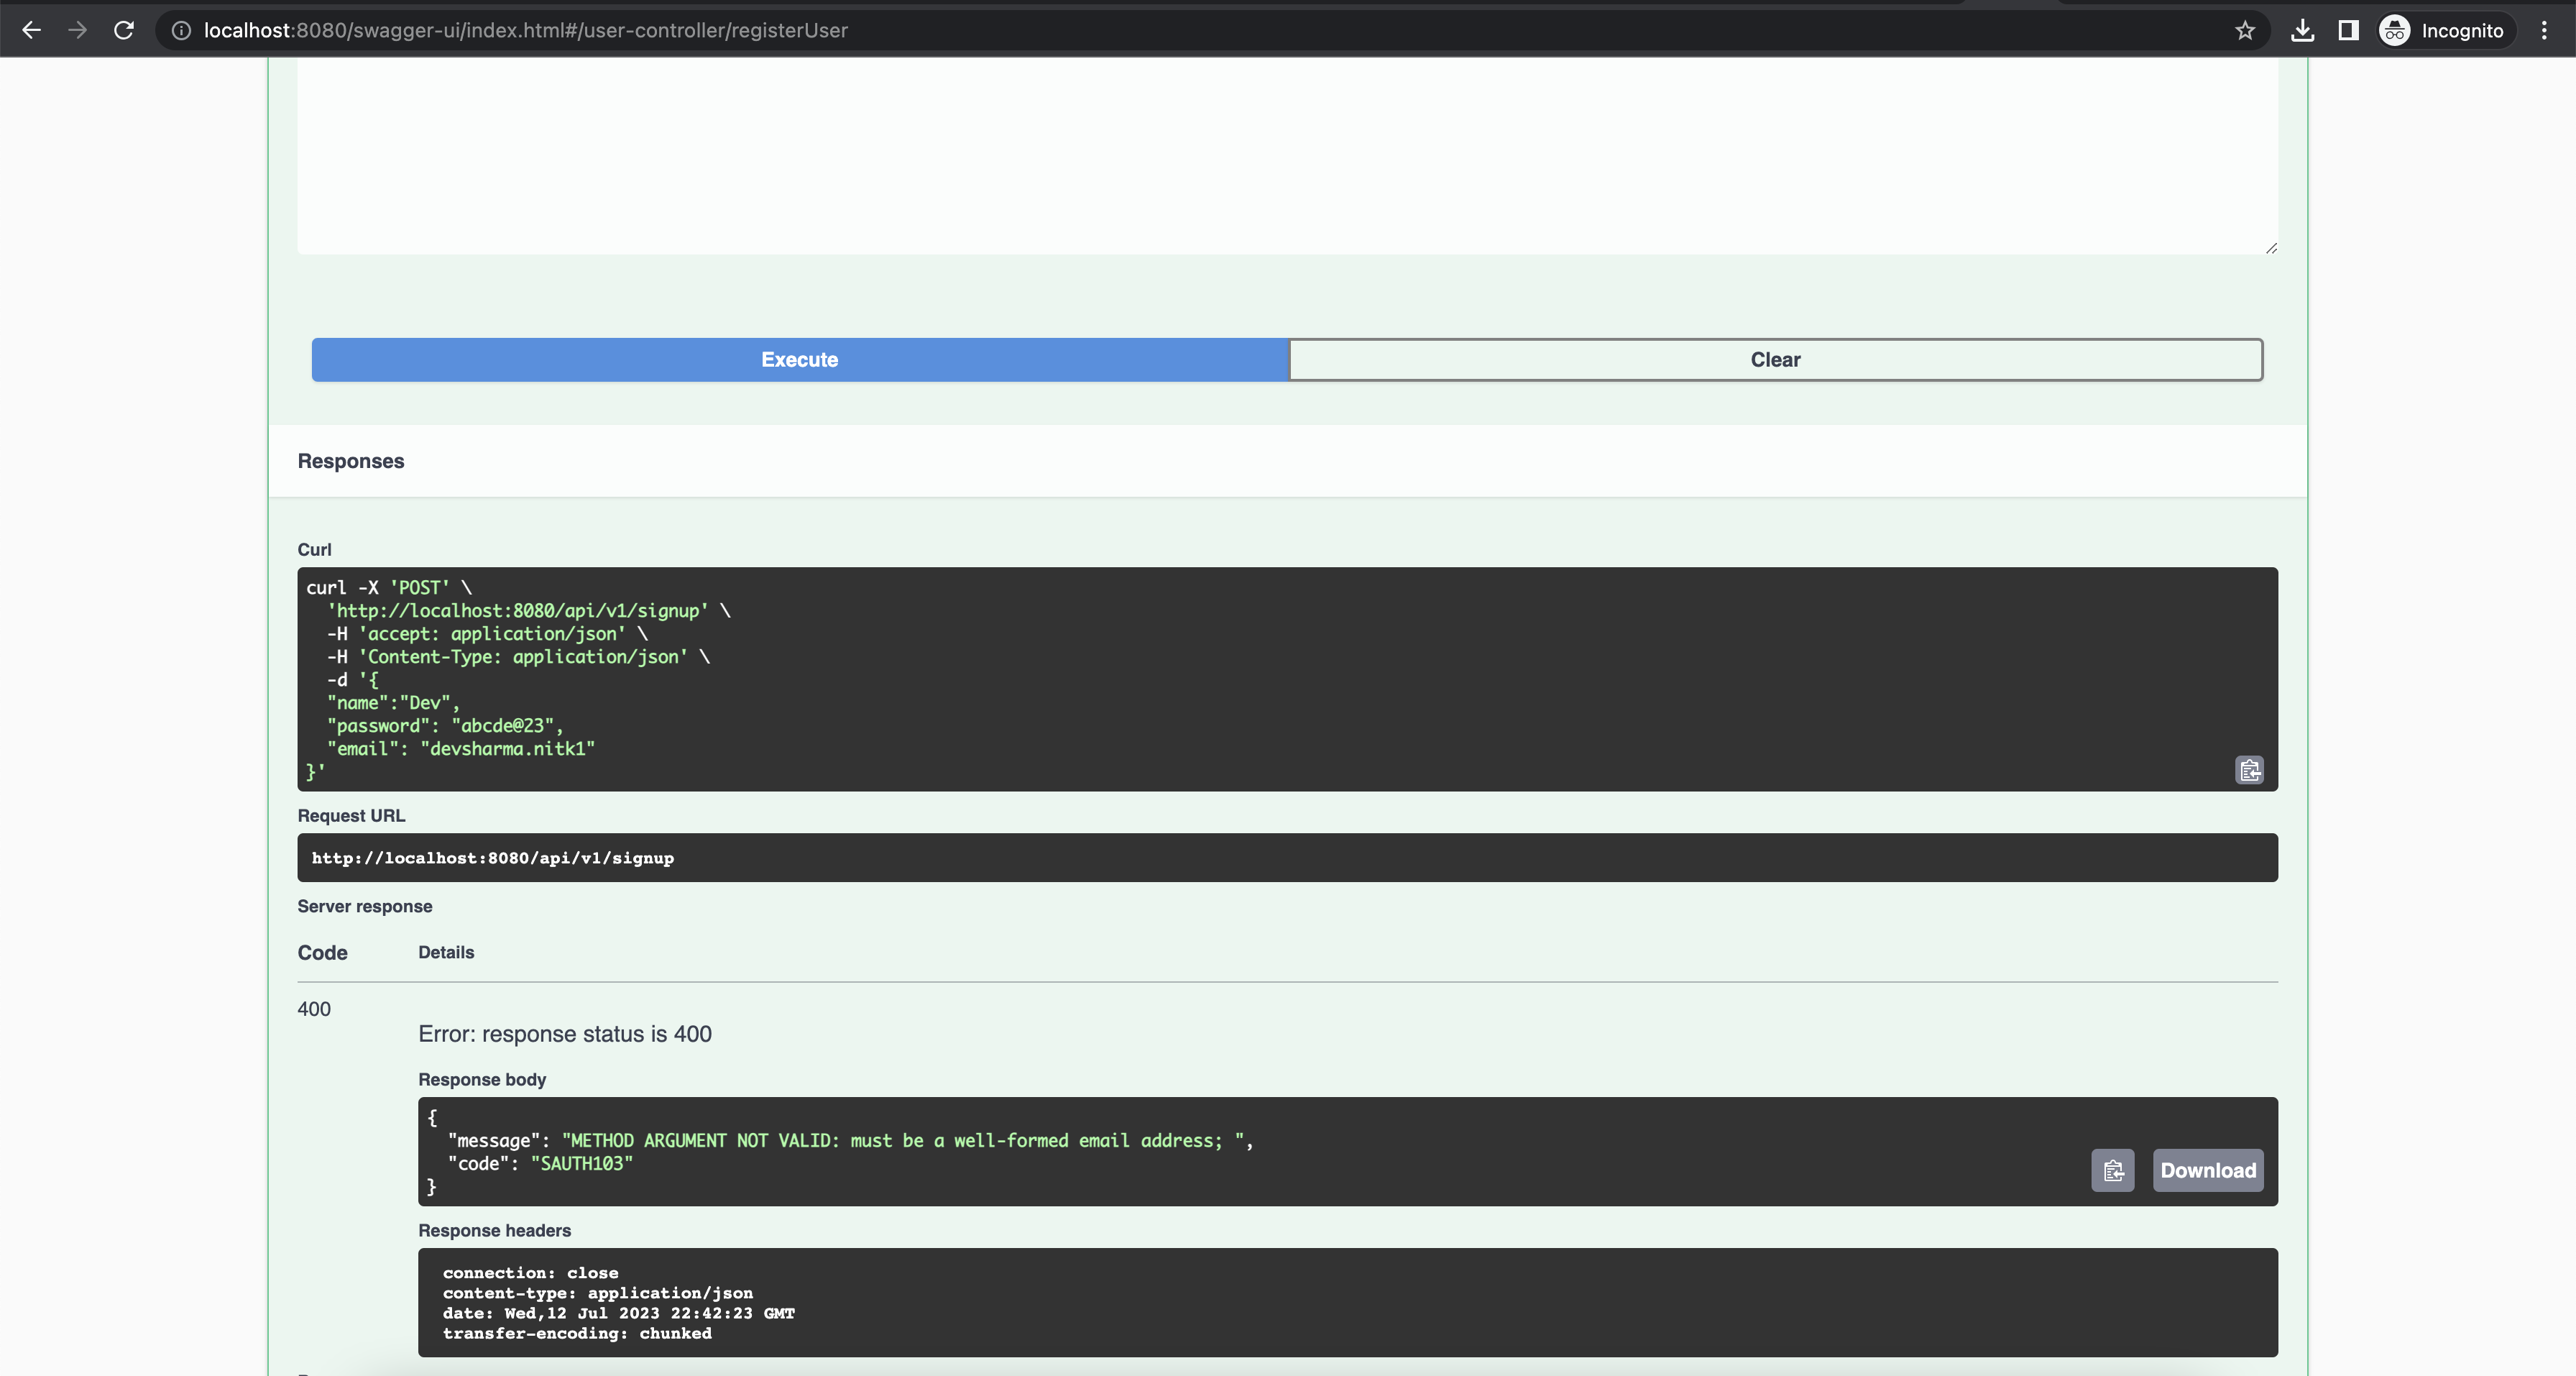 localhost:8080/swagger-ui/index.html#/user-controller/registerUser
Incognito
Execute
Clear
Responses
Curl
curl -X 'POST' \
'http://localhost:8080/api/v1/signup' \
-H 'accept: application/json' \
-H 'Content-Type: application/json' \
-d '{
"name":"Dev",
"password": "abcde@23",
"email": "devsharma.nitk1"
}'
Request URL
http://localhost:8080/api/v1/signup
Server response
Code Details
400
Error: response status is 400
Response body
{
"message": "METHOD ARGUMENT NOT VALID: must be a well-formed email address; ",
"code": "SAUTH103"
}
Download
Response headers
connection: close
content-type: application/json
date: Wed,12 Jul 2023 22:42:23 GMT
transfer-encoding: chunked